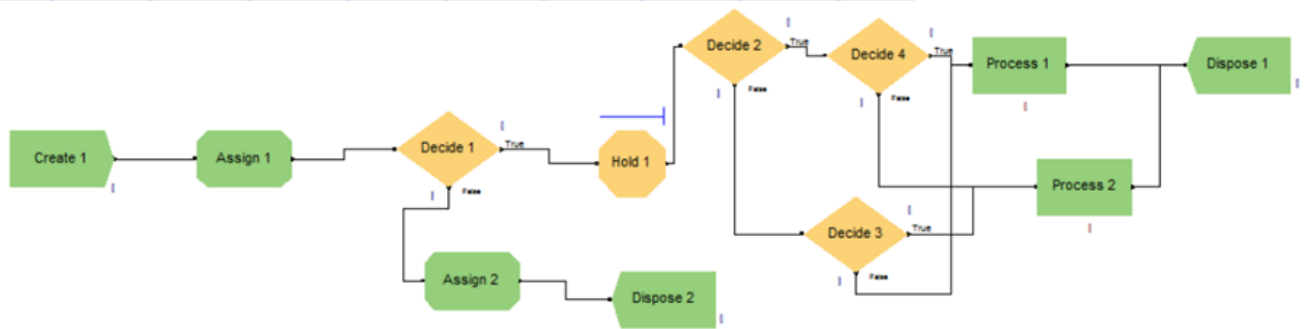 Create 1
Assign 1
Decide 1
True
False
Assign 2
Dispose 2
Hold 1
Decide 2
True
False
Decide 4
True
False
Decide 3
True
False
Process 1
Process 2
Dispose 1